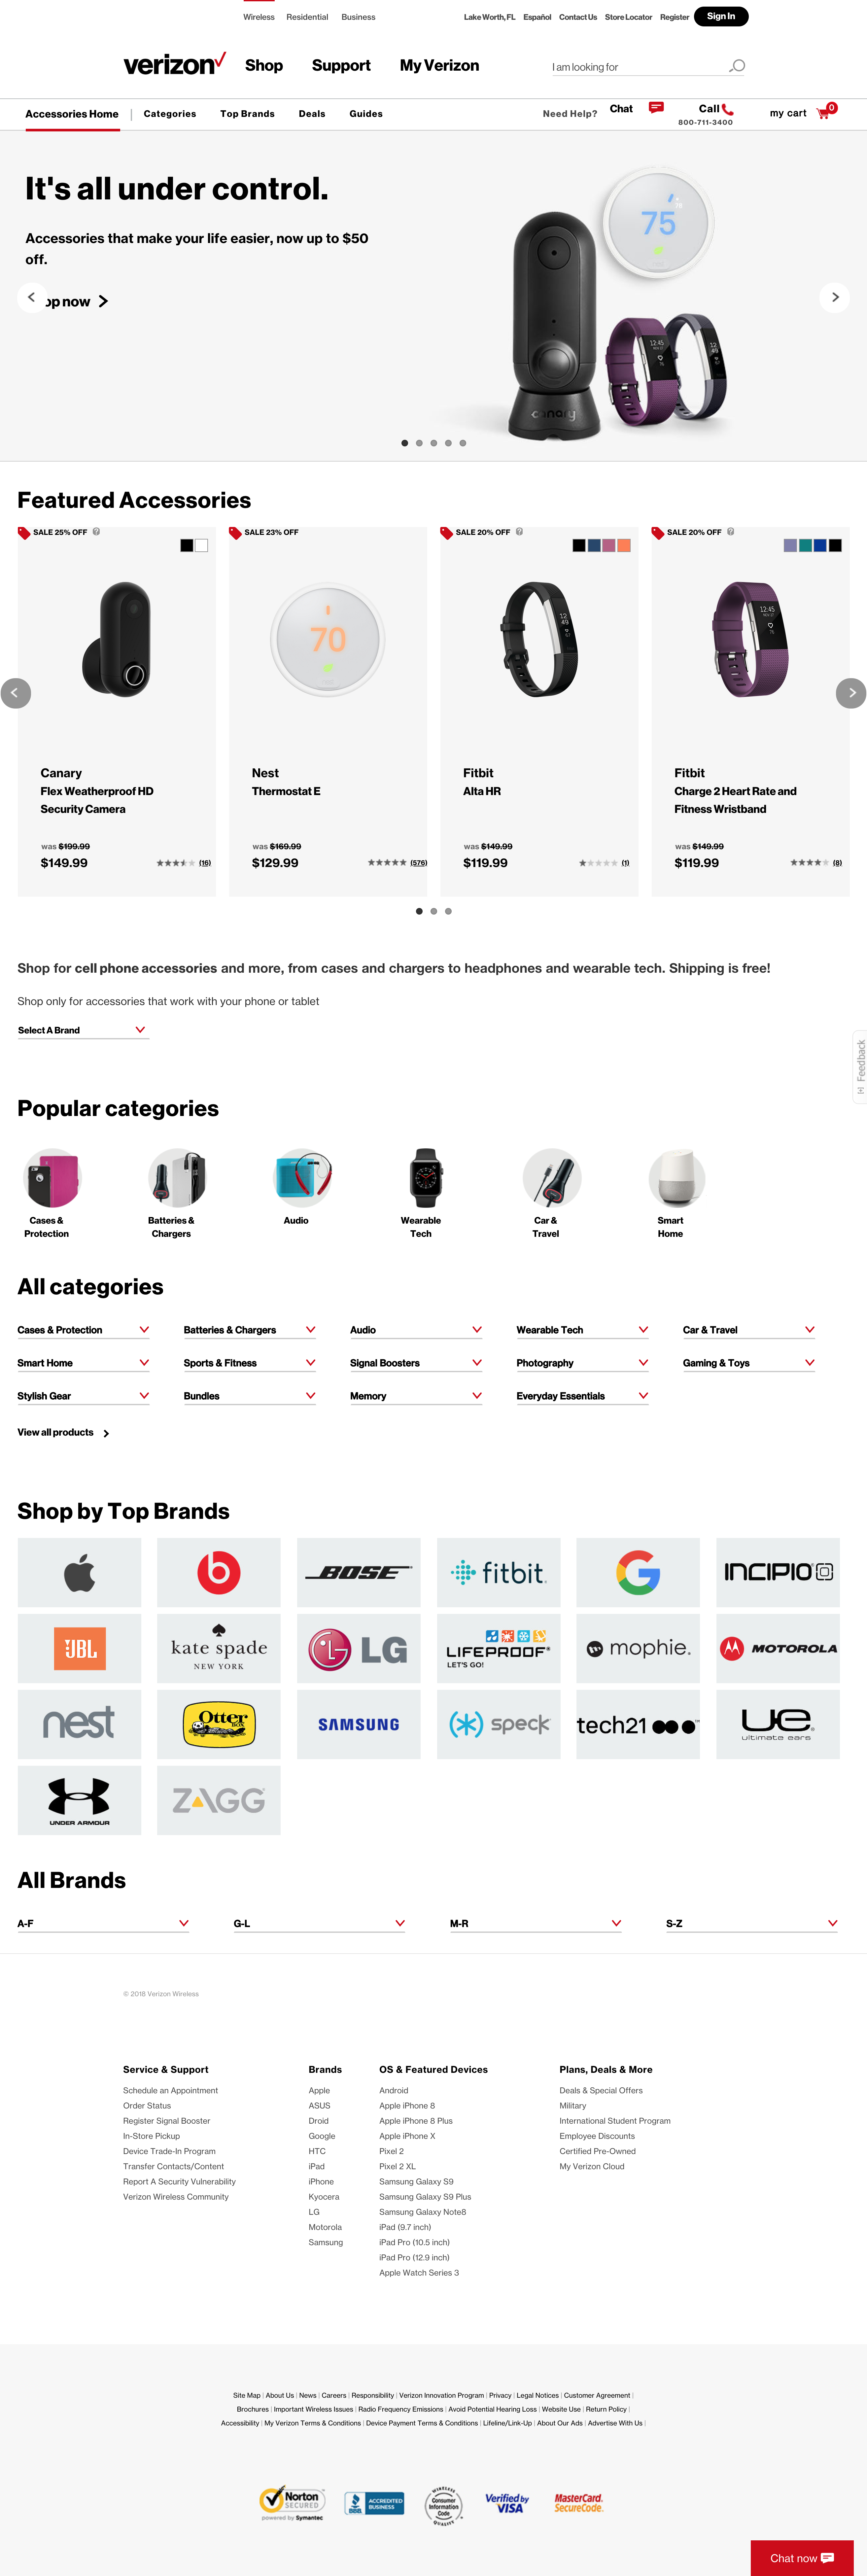 Wireless Residential Business Lake Worth, FL Español Contact Us Store Locator Register Sign In
verizon Shop Support My Verizon I am looking for
Accessories Home | Categories Top Brands Deals Guides Need Help? Chat Call my cart 0
800-711-3400
It's all under control.
Accessories that make your life easier, now up to $50
off.
op now
75
12:45
12
49
canary
Featured Accessories
SALE 25% OFF
SALE 23% OFF
SALE 20% OFF
SALE 20% OFF
70
12
49
12:45
Canary
Flex Weatherproof HD
Security Camera
was $199.99
$149.99 (16)
Nest
Thermostat E
was $169.99
$129.99 (576)
Fitbit
Alta HR
was $149.99
$119.99 (1)
Fitbit
Charge 2 Heart Rate and
Fitness Wristband
was $149.99
$119.99 (8)
Shop for cell phone accessories and more, from cases and chargers to headphones and wearable tech. Shipping is free!
Shop only for accessories that work with your phone or tablet
Select A Brand
[+] Feedback
Popular categories
Cases &
Protection
Batteries &
Chargers
Audio
Wearable
Tech
Car &
Travel
Smart
Home
All categories
Cases & Protection Batteries & Chargers Audio Wearable Tech Car & Travel
Smart Home Sports & Fitness Signal Boosters Photography Gaming & Toys
Stylish Gear Bundles Memory Everyday Essentials
View all products
Shop by Top Brands
b BOSE fitbit G INCIPIO
JBL kate spade
NEW YORK
LG LG
LIFEPROOF
LET'S GO!
mophie. MOTOROLA
nest Otter Box SAMSUNG speck tech21 ue
ultimate ears
UNDER ARMOUR ZAGG
All Brands
A-F G-L M-R S-Z
© 2018 Verizon Wireless
Service & Support
Schedule an Appointment
Order Status
Register Signal Booster
In-Store Pickup
Device Trade-In Program
Transfer Contacts/Content
Report A Security Vulnerability
Verizon Wireless Community
Brands
Apple
ASUS
Droid
Google
HTC
iPad
iPhone
Kyocera
LG
Motorola
Samsung
OS & Featured Devices
Android
Apple iPhone 8
Apple iPhone 8 Plus
Apple iPhone X
Pixel 2
Pixel 2 XL
Samsung Galaxy S9
Samsung Galaxy S9 Plus
Samsung Galaxy Note8
iPad (9.7 inch)
iPad Pro (10.5 inch)
iPad Pro (12.9 inch)
Apple Watch Series 3
Plans, Deals & More
Deals & Special Offers
Military
International Student Program
Employee Discounts
Certified Pre-Owned
My Verizon Cloud
Site Map | About Us | News | Careers | Responsibility | Verizon Innovation Program | Privacy | Legal Notices | Customer Agreement |
Brochures | Important Wireless Issues | Radio Frequency Emissions | Avoid Potential Hearing Loss | Website Use | Return Policy |
Accessibility | My Verizon Terms & Conditions | Device Payment Terms & Conditions | Lifeline/Link-Up | About Our Ads | Advertise With Us |
Norton
SECURED
powered by Symantec
BBB
ACCREDITED
BUSINESS
WIRELESS
Consumer
Information
Code
QUALITY
Verified by
VISA
MasterCard.
SecureCode.
Chat now